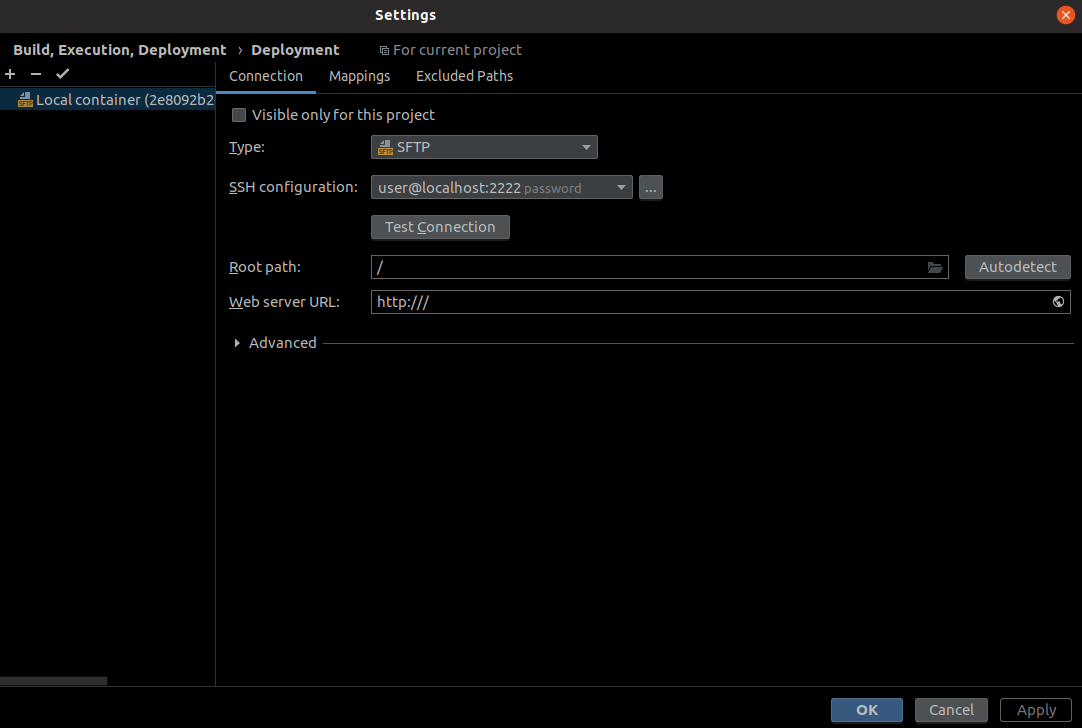 Settings
Build, Execution, Deployment › Deployment For current project
Connection Mappings Excluded Paths
SFTP Local container (2e8092b2
Visible only for this project
Type: SFTP SFTP
SSH configuration: user@localhost:2222 password ...
Test Connection
Root path: / Autodetect
Web server URL: http:///
Advanced
OK Cancel Apply